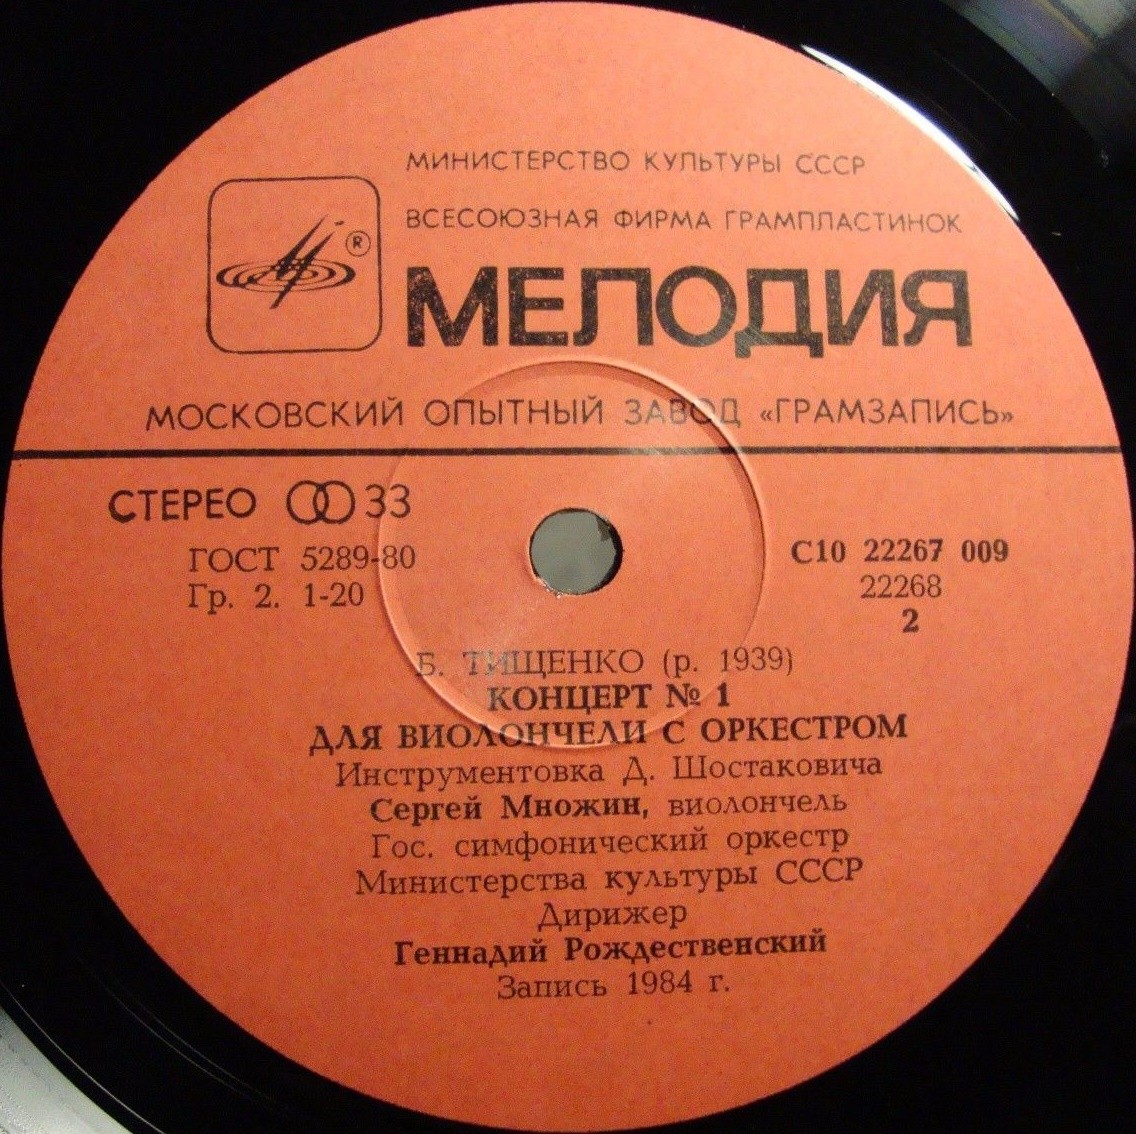 МИНИСТЕРСТВО КУЛЬТУРЫ СССР
ВСЕСОЮЗНАЯ ФИРМА ГРАМПЛАСТИНОК
®
МЕЛОДИЯ
МОСКОВСКИЙ ОПЫТНЫЙ ЗАВОД «ГРАМЗАПИСЬ»
СТЕРЕО 33
ГОСТ 5289-80
Гр. 2. 1-20
С10 22267 009
22268
2
Б. ТИЩЕНКО (р. 1939)
КОНЦЕРТ № 1
ДЛЯ ВИОЛОНЧЕЛИ С ОРКЕСТРОМ
Инструментовка Д. Шостаковича
Сергей Множин, виолончель
Гос. симфонический оркестр
Министерства культуры СССР
Дирижер
Геннадий Рождественский
Запись 1984 г.